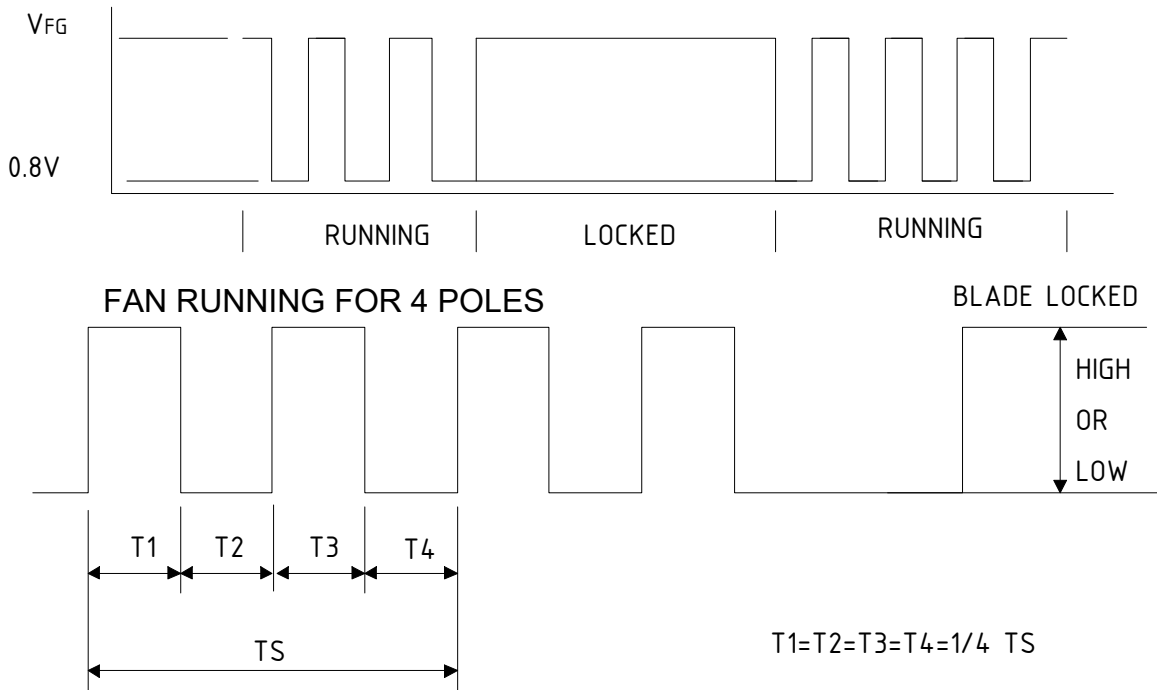 VFG
0.8V
RUNNING
LOCKED
RUNNING
FAN RUNNING FOR 4 POLES
BLADE LOCKED
HIGH
OR
LOW
T1
T2
T3
T4
TS
T1=T2=T3=T4=1/4 TS